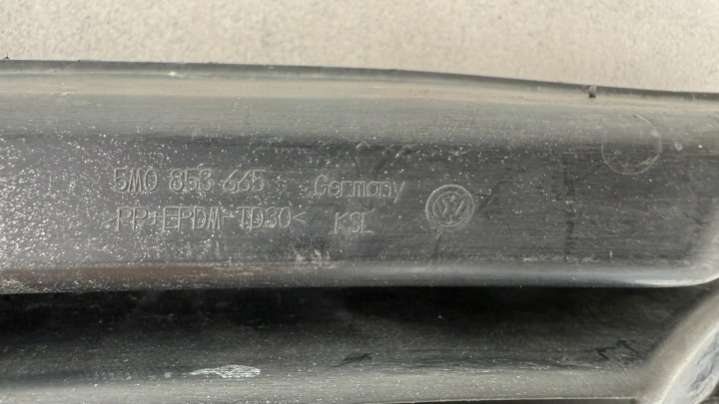 5M0 853 665 Germany
PP+EPDM-TD30< KSL